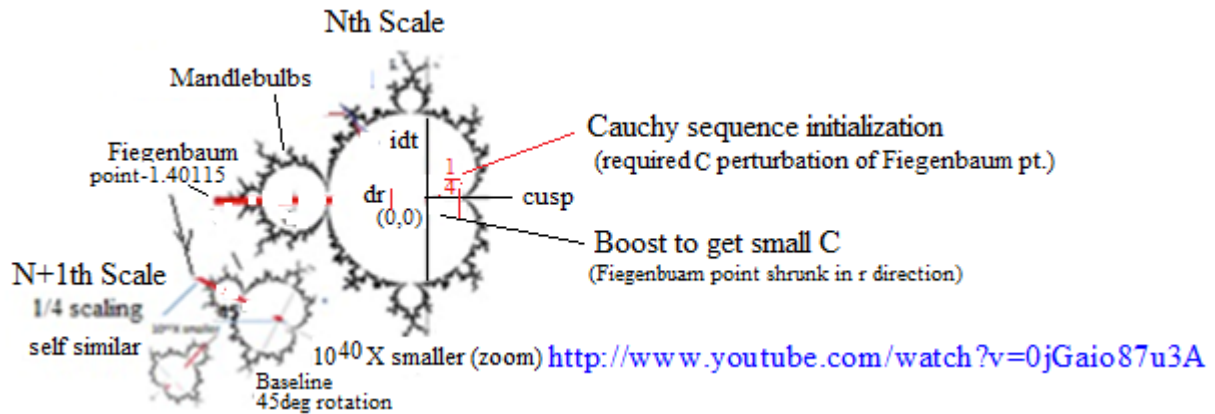 Nth Scale
Mandlebulbs
Fiegenbaum
point-1.40115
idt
1
4
dr
(0,0)
cusp
Cauchy sequence initialization
(required C perturbation of Fiegenbaum pt.)
Boost to get small C
(Fiegenbuam point shrunk in r direction)
N+1th Scale
1/4 scaling
self similar
45
smaller
10⁴⁰ X smaller (zoom) http://www.youtube.com/watch?v=0jGaio87u3A
Baseline
45deg rotation